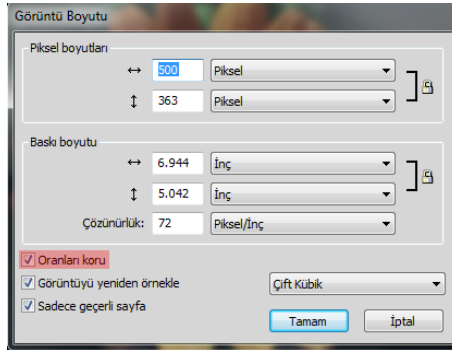 Görüntü Boyutu
Piksel boyutları
500 Piksel
363 Piksel
Baskı boyutu
6.944 İnç
5.042 İnç
Çözünürlük: 72 Piksel/İnç
Oranları koru
Görüntüyü yeniden örnekle Çift Kübik
Sadece geçerli sayfa
Tamam İptal